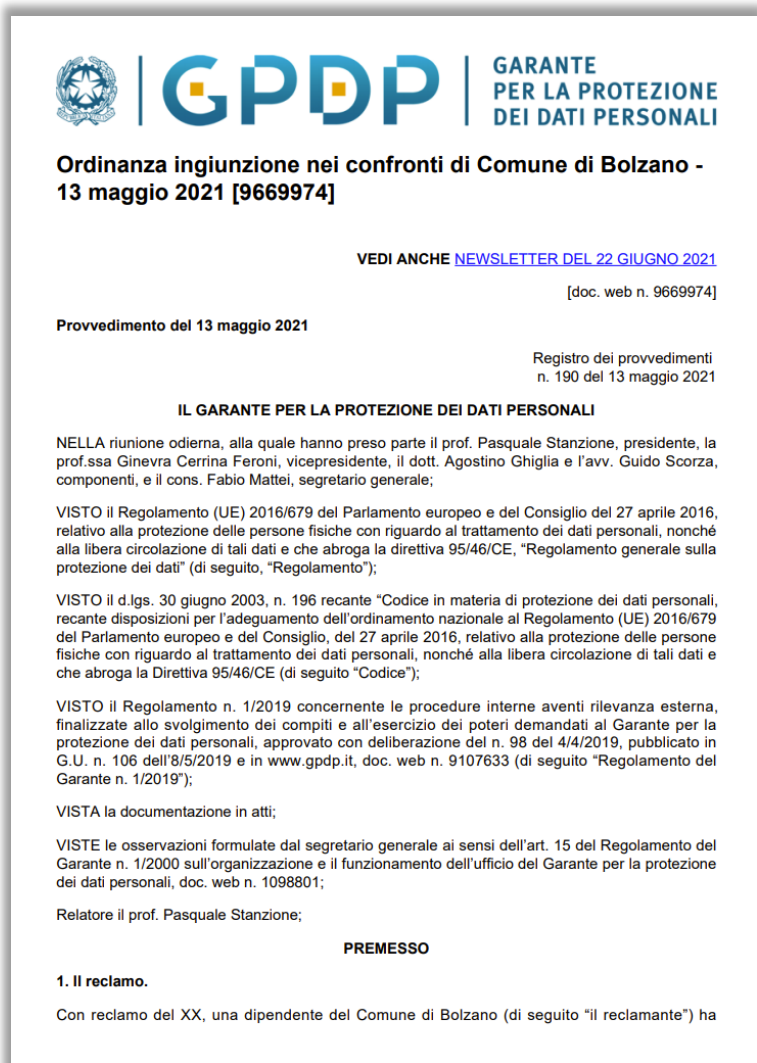 GPDP
GARANTE
PER LA PROTEZIONE
DEI DATI PERSONALI
Ordinanza ingiunzione nei confronti di Comune di Bolzano -
13 maggio 2021 [9669974]
VEDI ANCHE NEWSLETTER DEL 22 GIUGNO 2021
[doc. web n. 9669974]
Provvedimento del 13 maggio 2021
Registro dei provvedimenti
n. 190 del 13 maggio 2021
IL GARANTE PER LA PROTEZIONE DEI DATI PERSONALI
NELLA riunione odierna, alla quale hanno preso parte il prof. Pasquale Stanzione, presidente, la
prof.ssa Ginevra Cerrina Feroni, vicepresidente, il dott. Agostino Ghiglia e l’avv. Guido Scorza,
componenti, e il cons. Fabio Mattei, segretario generale;
VISTO il Regolamento (UE) 2016/679 del Parlamento europeo e del Consiglio del 27 aprile 2016,
relativo alla protezione delle persone fisiche con riguardo al trattamento dei dati personali, nonché
alla libera circolazione di tali dati e che abroga la direttiva 95/46/CE, “Regolamento generale sulla
protezione dei dati” (di seguito, “Regolamento”);
VISTO il d.lgs. 30 giugno 2003, n. 196 recante “Codice in materia di protezione dei dati personali,
recante disposizioni per l’adeguamento dell’ordinamento nazionale al Regolamento (UE) 2016/679
del Parlamento europeo e del Consiglio, del 27 aprile 2016, relativo alla protezione delle persone
fisiche con riguardo al trattamento dei dati personali, nonché alla libera circolazione di tali dati e
che abroga la Direttiva 95/46/CE (di seguito “Codice”);
VISTO il Regolamento n. 1/2019 concernente le procedure interne aventi rilevanza esterna,
finalizzate allo svolgimento dei compiti e all’esercizio dei poteri demandati al Garante per la
protezione dei dati personali, approvato con deliberazione del n. 98 del 4/4/2019, pubblicato in
G.U. n. 106 dell’8/5/2019 e in www.gpdp.it, doc. web n. 9107633 (di seguito “Regolamento del
Garante n. 1/2019”);
VISTA la documentazione in atti;
VISTE le osservazioni formulate dal segretario generale ai sensi dell’art. 15 del Regolamento del
Garante n. 1/2000 sull’organizzazione e il funzionamento dell’ufficio del Garante per la protezione
dei dati personali, doc. web n. 1098801;
Relatore il prof. Pasquale Stanzione;
PREMESSO
1. Il reclamo.
Con reclamo del XX, una dipendente del Comune di Bolzano (di seguito “il reclamante”) ha